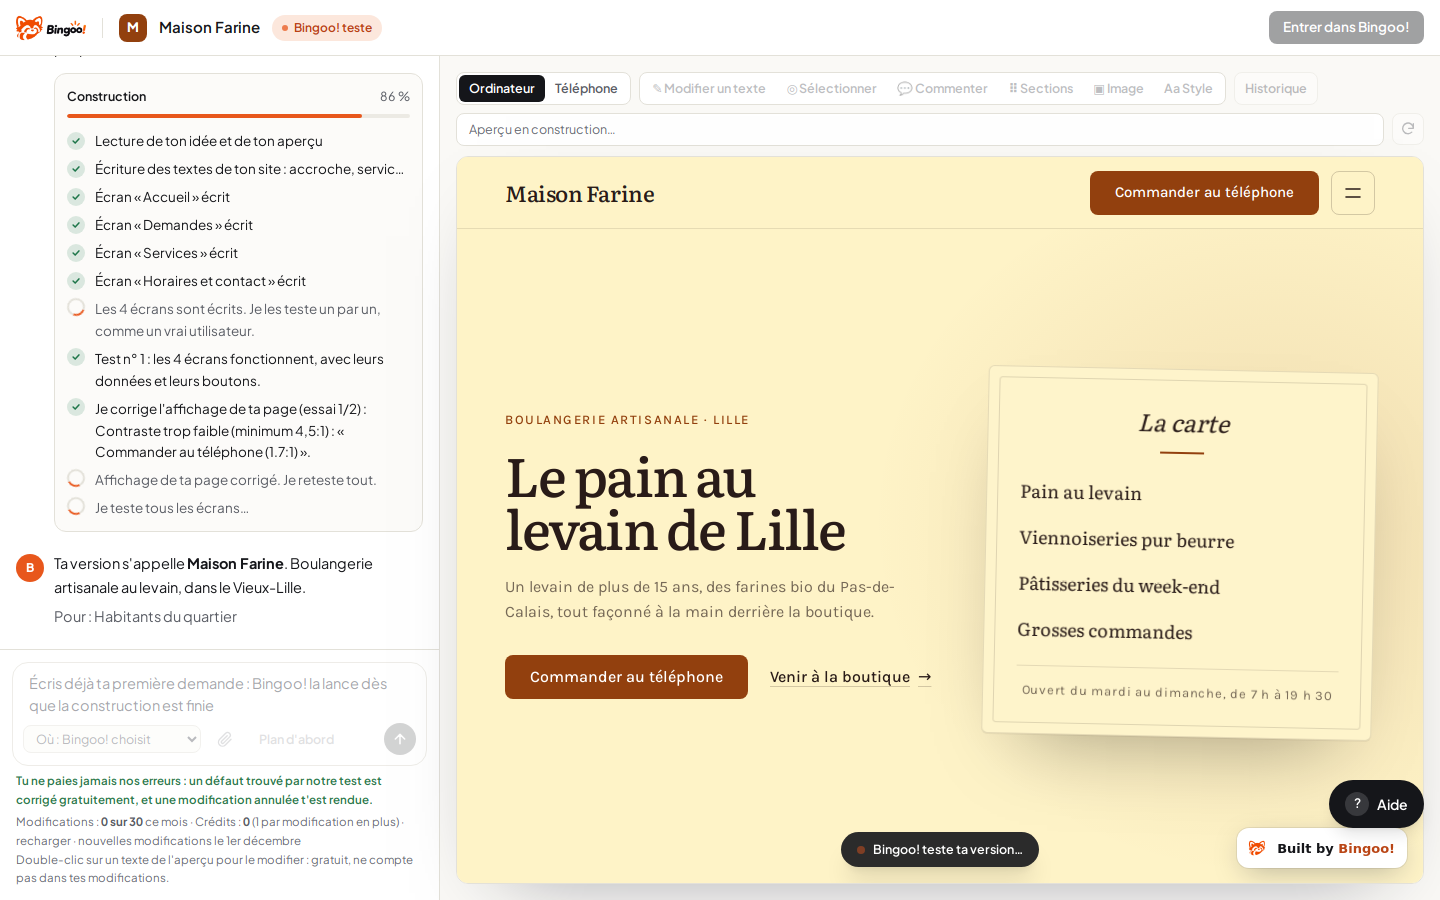 Bingoo!
M
Maison Farine
Bingoo! teste
Entrer dans Bingoo!
Construction
86 %
Lecture de ton idée et de ton aperçu
Écriture des textes de ton site : accroche, servic…
Écran « Accueil » écrit
Écran « Demandes » écrit
Écran « Services » écrit
Écran « Horaires et contact » écrit
Les 4 écrans sont écrits. Je les teste un par un,
comme un vrai utilisateur.
Test n° 1 : les 4 écrans fonctionnent, avec leurs
données et leurs boutons.
Je corrige l'affichage de ta page (essai 1/2) :
Contraste trop faible (minimum 4,5:1) : «
Commander au téléphone (1.7:1) ».
Affichage de ta page corrigé. Je reteste tout.
Je teste tous les écrans…
B
Ta version s'appelle Maison Farine. Boulangerie
artisanale au levain, dans le Vieux-Lille.
Pour : Habitants du quartier
Écris déjà ta première demande : Bingoo! la lance dès
que la construction est finie
Où : Bingoo! choisit
Plan d'abord
Tu ne paies jamais nos erreurs : un défaut trouvé par notre test est
corrigé gratuitement, et une modification annulée t'est rendue.
Modifications : 0 sur 30 ce mois · Crédits : 0 (1 par modification en plus) ·
recharger · nouvelles modifications le 1er décembre
Double-clic sur un texte de l'aperçu pour le modifier : gratuit, ne compte
pas dans tes modifications.
Ordinateur
Téléphone
Modifier un texte
Sélectionner
Commenter
Sections
Image
Aa Style
Historique
Aperçu en construction…
Maison Farine
Commander au téléphone
BOULANGERIE ARTISANALE · LILLE
Le pain au
levain de Lille
Un levain de plus de 15 ans, des farines bio du Pas-de-
Calais, tout façonné à la main derrière la boutique.
Commander au téléphone
Venir à la boutique →
La carte
Pain au levain
Viennoiseries pur beurre
Pâtisseries du week-end
Grosses commandes
Ouvert du mardi au dimanche, de 7 h à 19 h 30
? Aide
Bingoo! teste ta version…
Built by Bingoo!